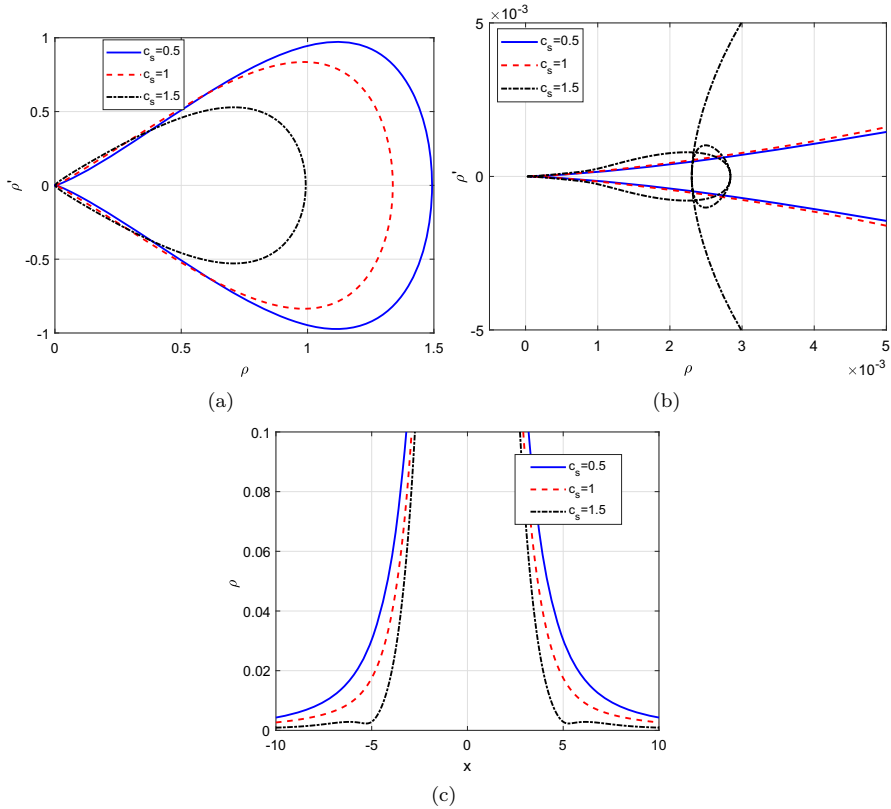 1
0.5
0
-0.5
-1
ρ'
c_s=0.5
c_s=1
c_s=1.5
0 0.5 1 1.5
ρ
(a)
×10⁻³
5
0
-5
ρ'
c_s=0.5
c_s=1
c_s=1.5
0 1 2 3 4 5
ρ
×10⁻³
(b)
0.1
0.08
0.06
0.04
0.02
0
ρ
c_s=0.5
c_s=1
c_s=1.5
-10 -5 0 5 10
x
(c)